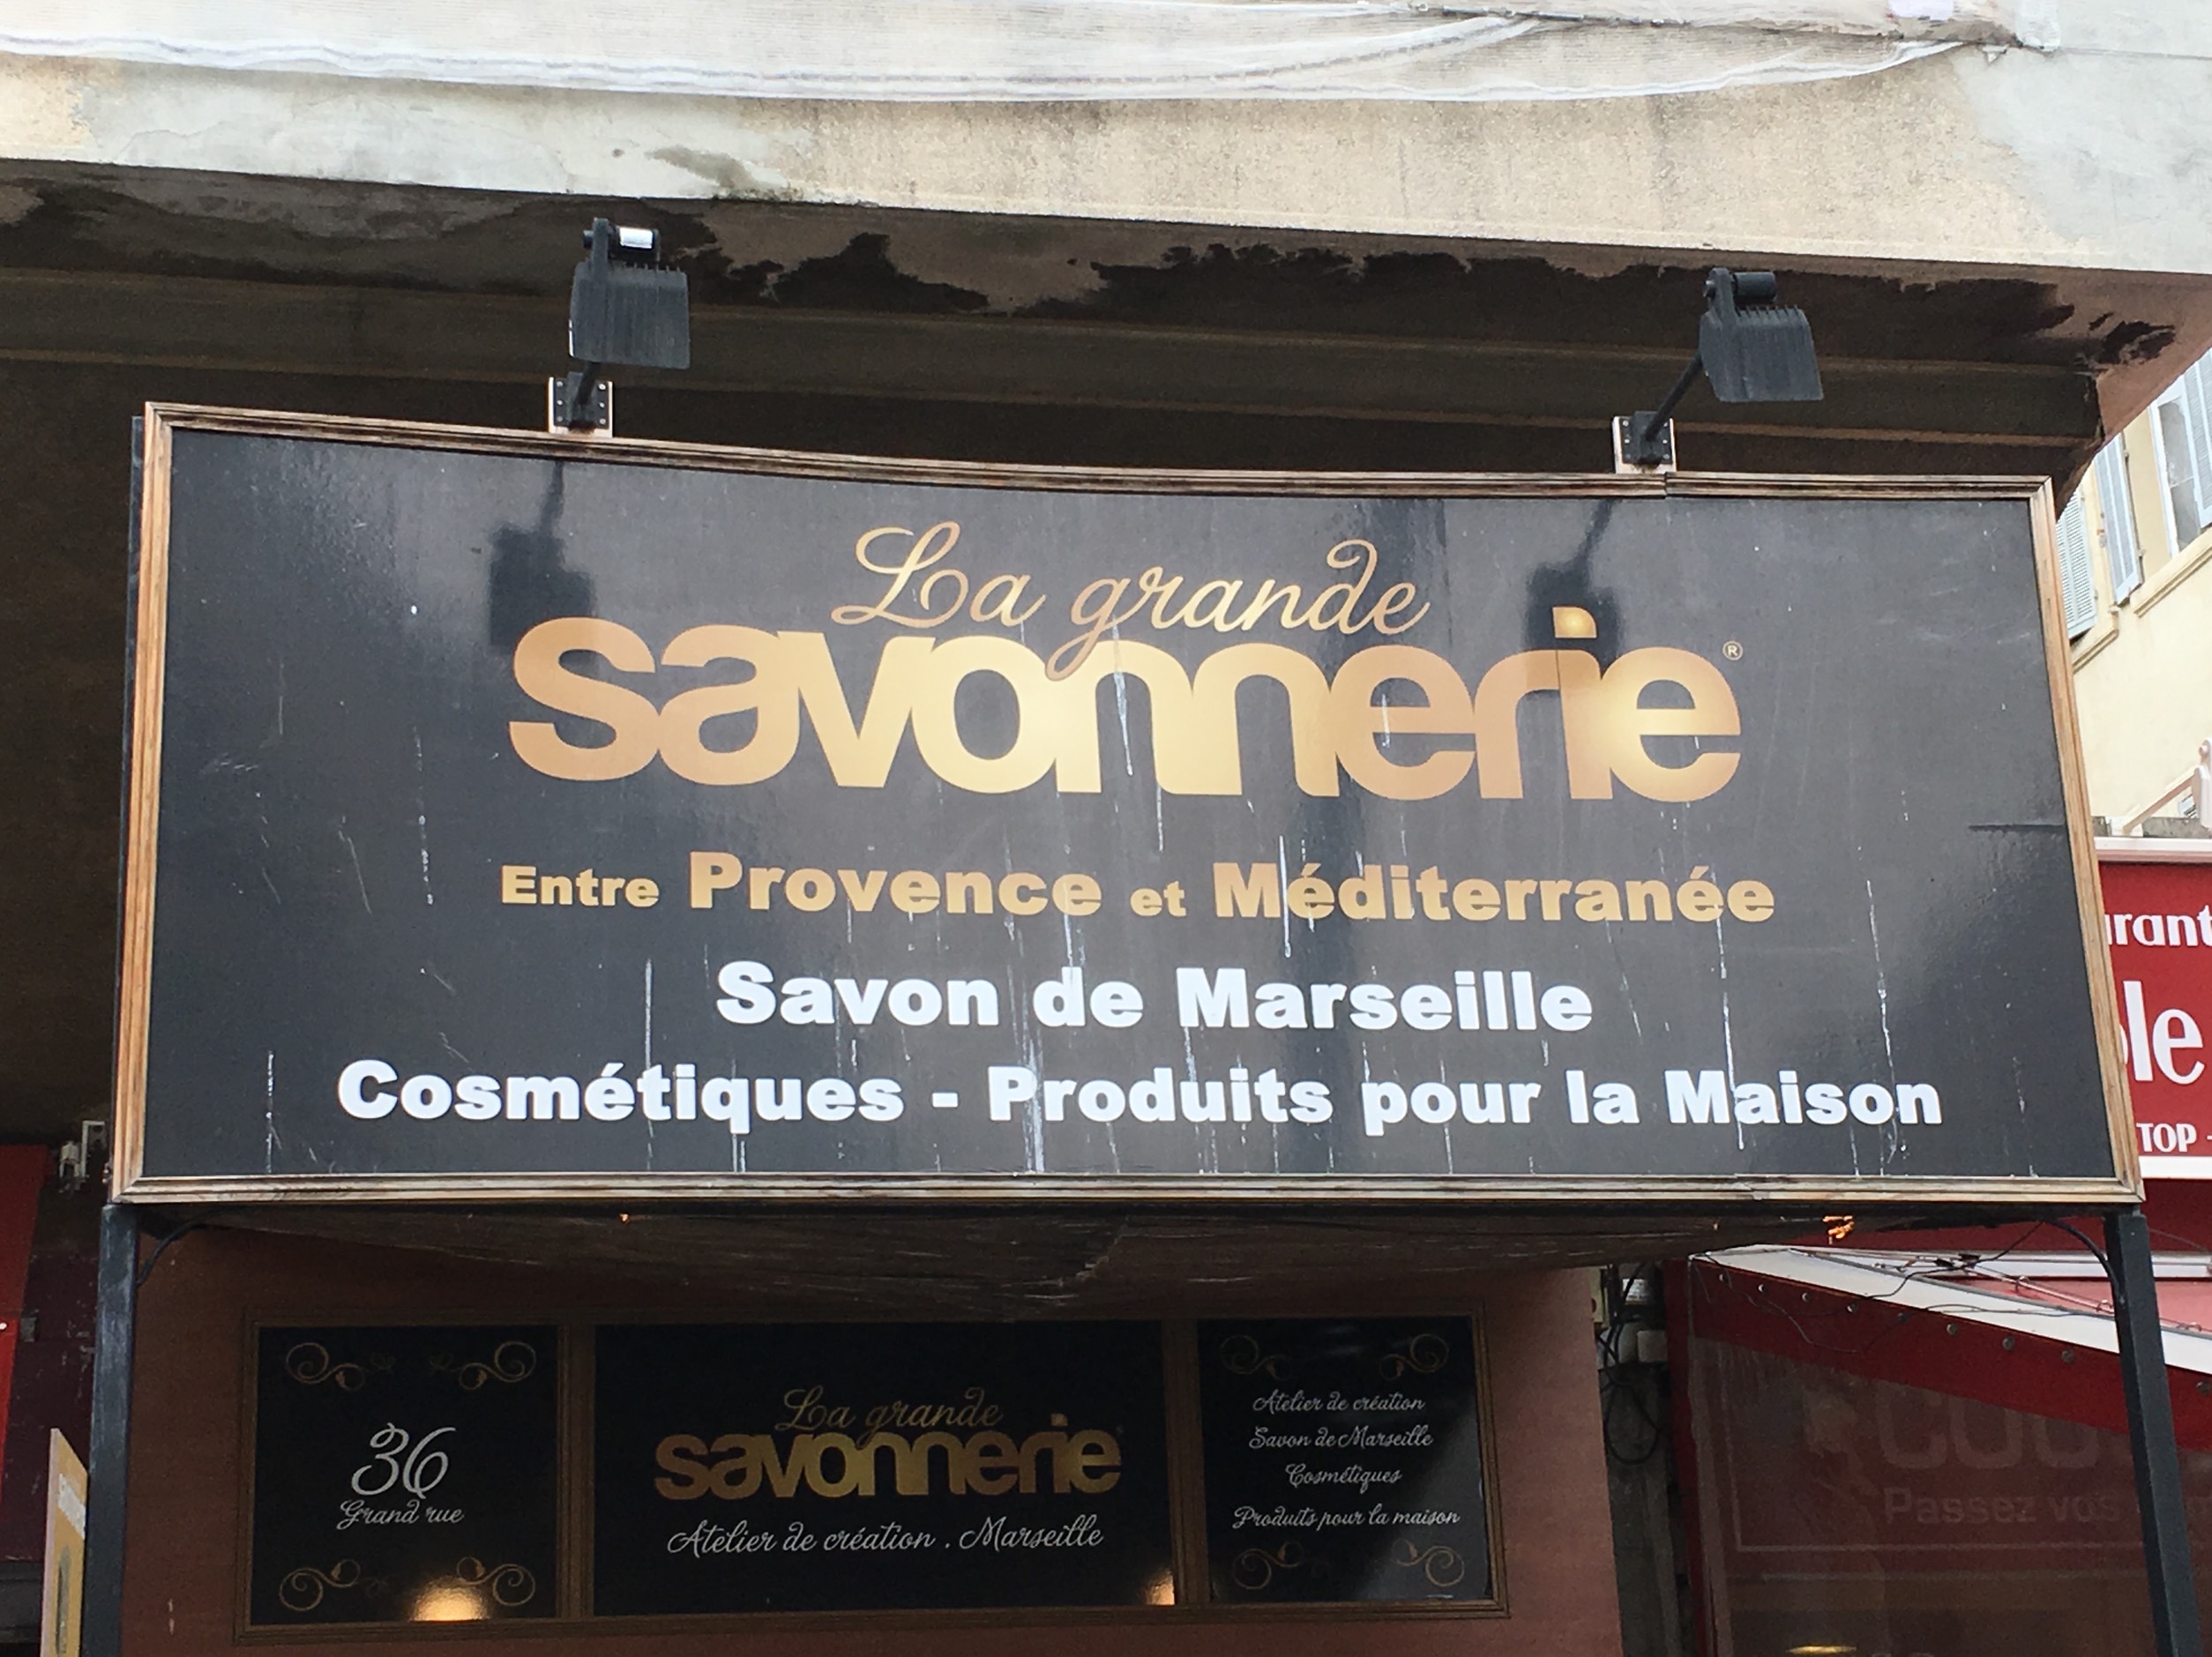 La grande
savonnerie®
Entre Provence et Méditerranée
Savon de Marseille
Cosmétiques - Produits pour la Maison
TOP -
36
Grand rue
La grande
savonnerie
Atelier de création . Marseille
Atelier de création
Savon de Marseille
Cosmétiques
Produits pour la maison
Passez vos